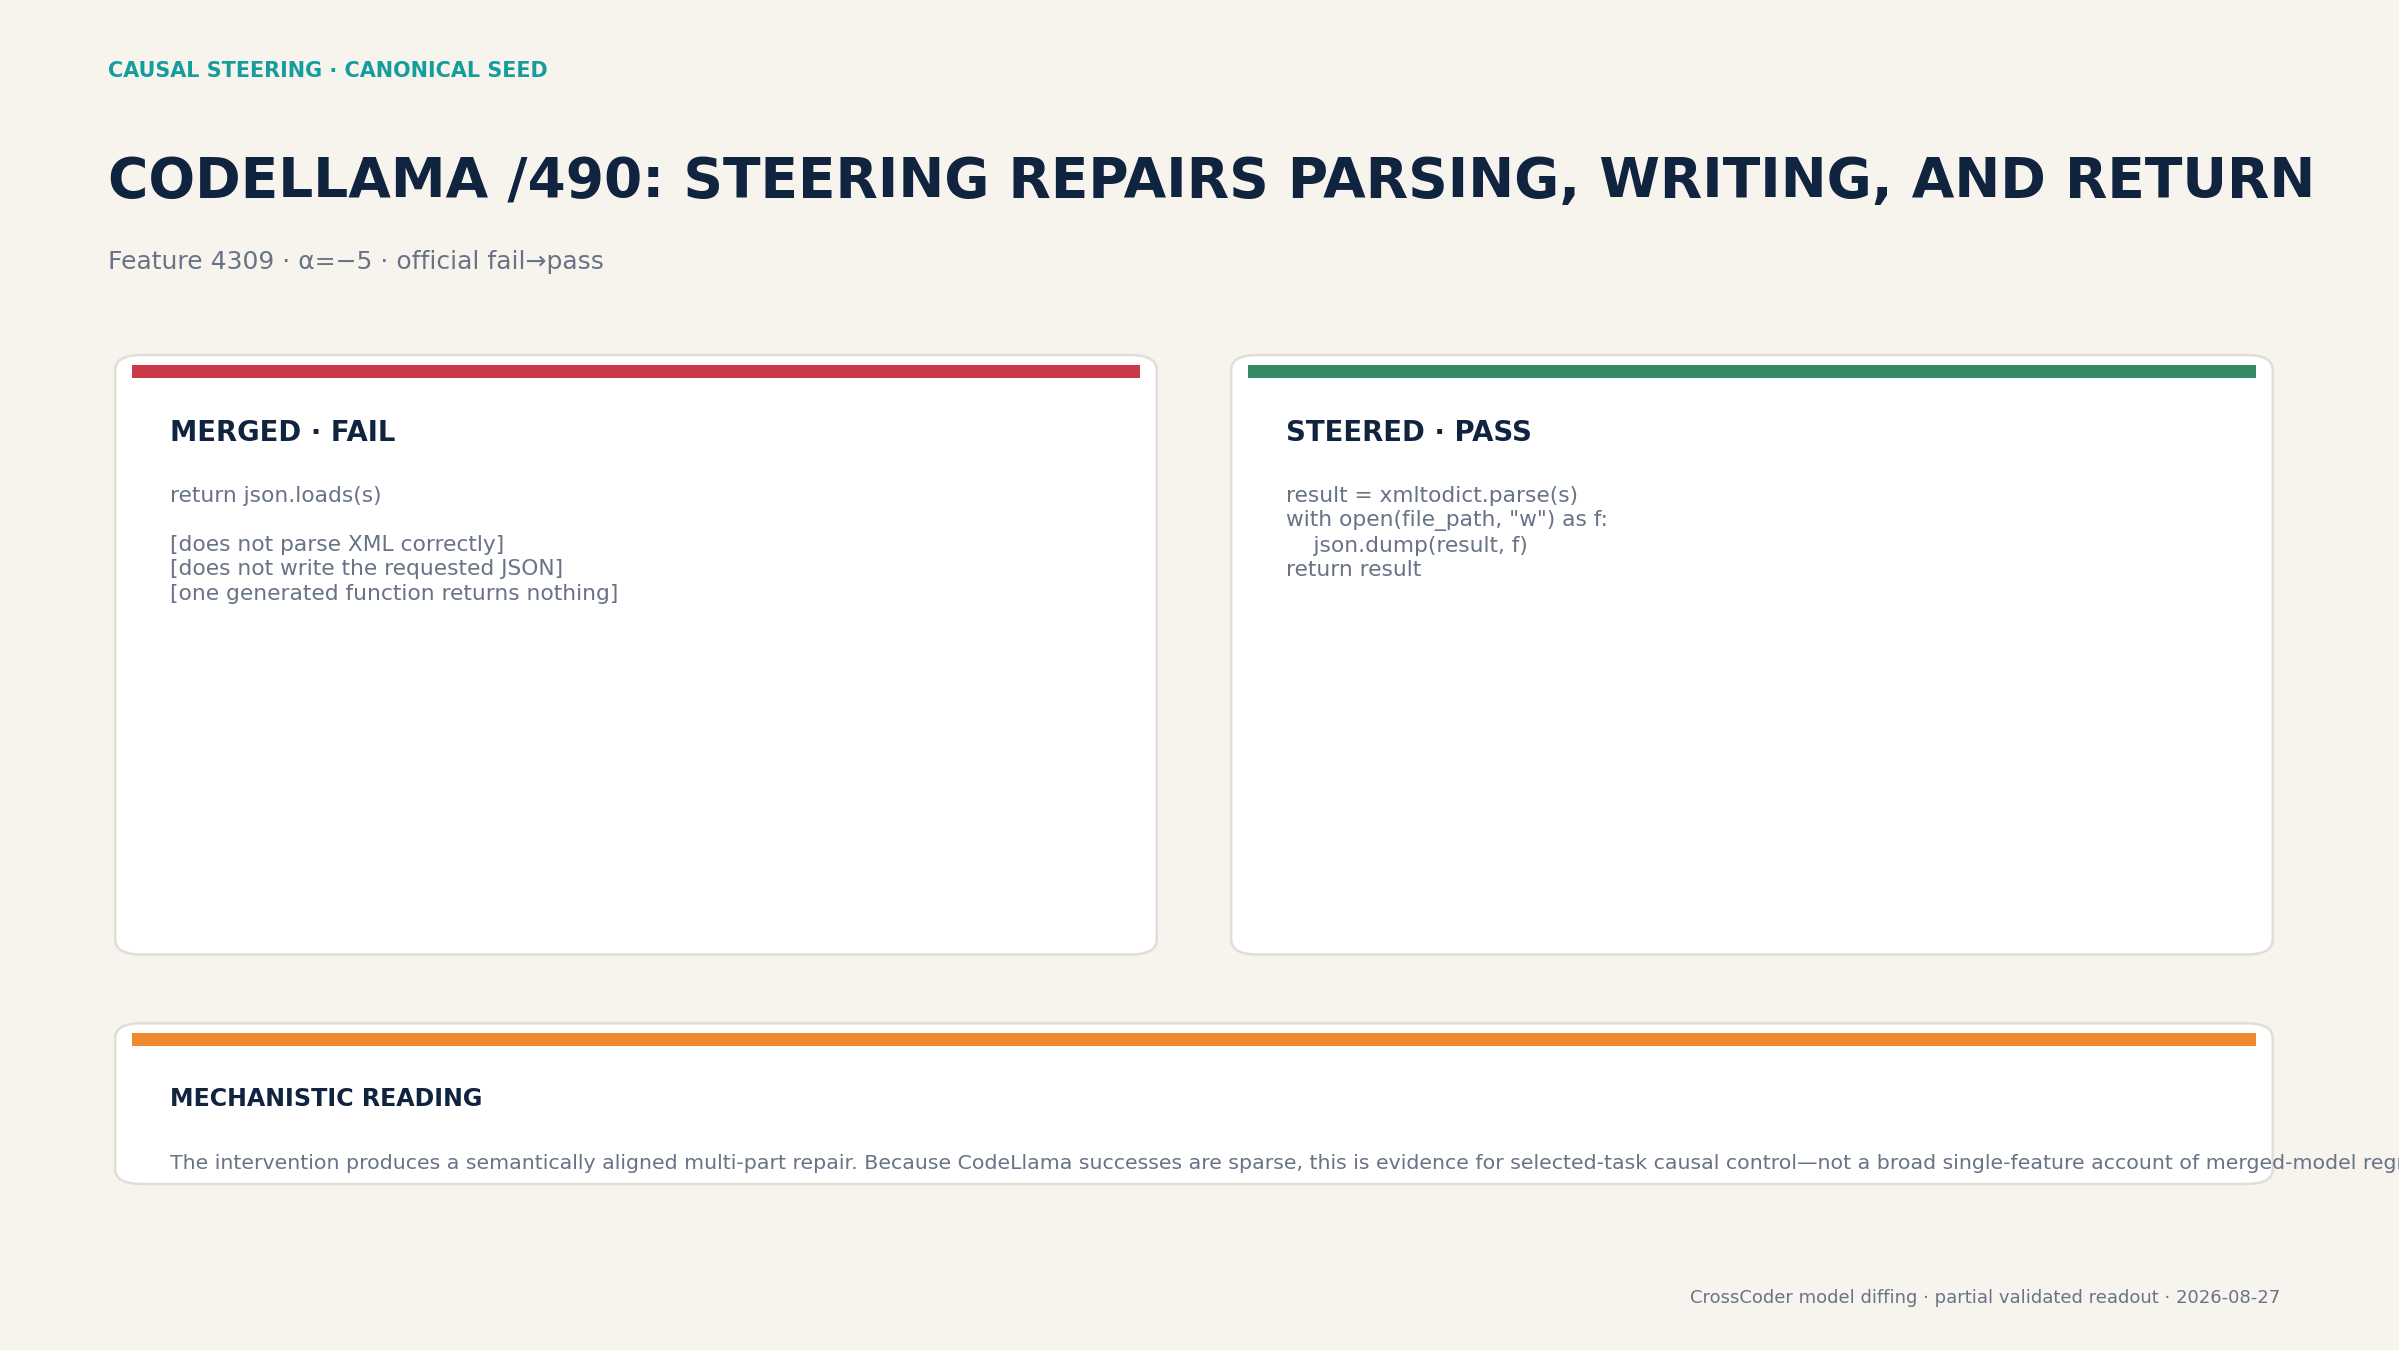 CAUSAL STEERING · CANONICAL SEED
CODELLAMA /490: STEERING REPAIRS PARSING, WRITING, AND RETURN
Feature 4309 · α=−5 · official fail→pass
MERGED · FAIL
return json.loads(s)
[does not parse XML correctly]
[does not write the requested JSON]
[one generated function returns nothing]
STEERED · PASS
result = xmltodict.parse(s)
with open(file_path, "w") as f:
    json.dump(result, f)
return result
MECHANISTIC READING
The intervention produces a semantically aligned multi-part repair. Because CodeLlama successes are sparse, this is evidence for selected-task causal control—not a broad single-feature account of merged-model
CrossCoder model diffing · partial validated readout · 2026-08-27